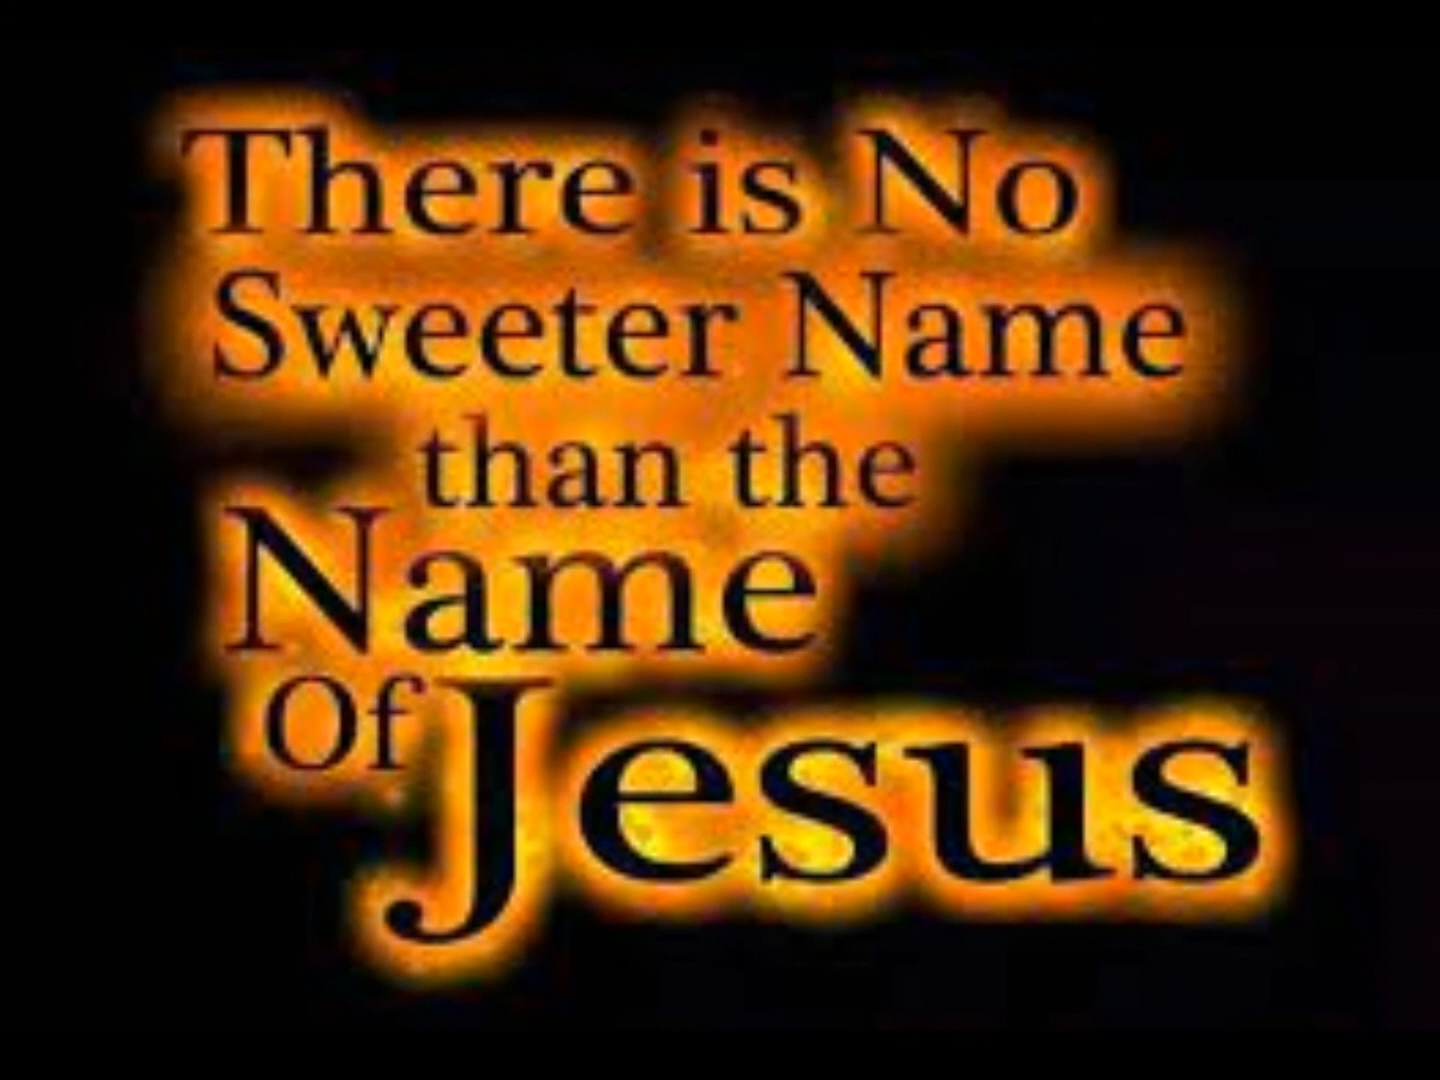 There is No
Sweeter Name
than the
Name
Of Jesus